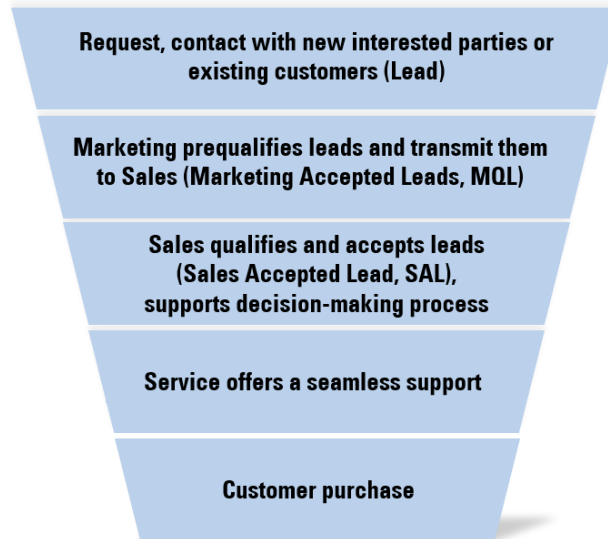 Request, contact with new interested parties or
existing customers (Lead)
Marketing prequalifies leads and transmit them
to Sales (Marketing Accepted Leads, MQL)
Sales qualifies and accepts leads
(Sales Accepted Lead, SAL),
supports decision-making process
Service offers a seamless support
Customer purchase